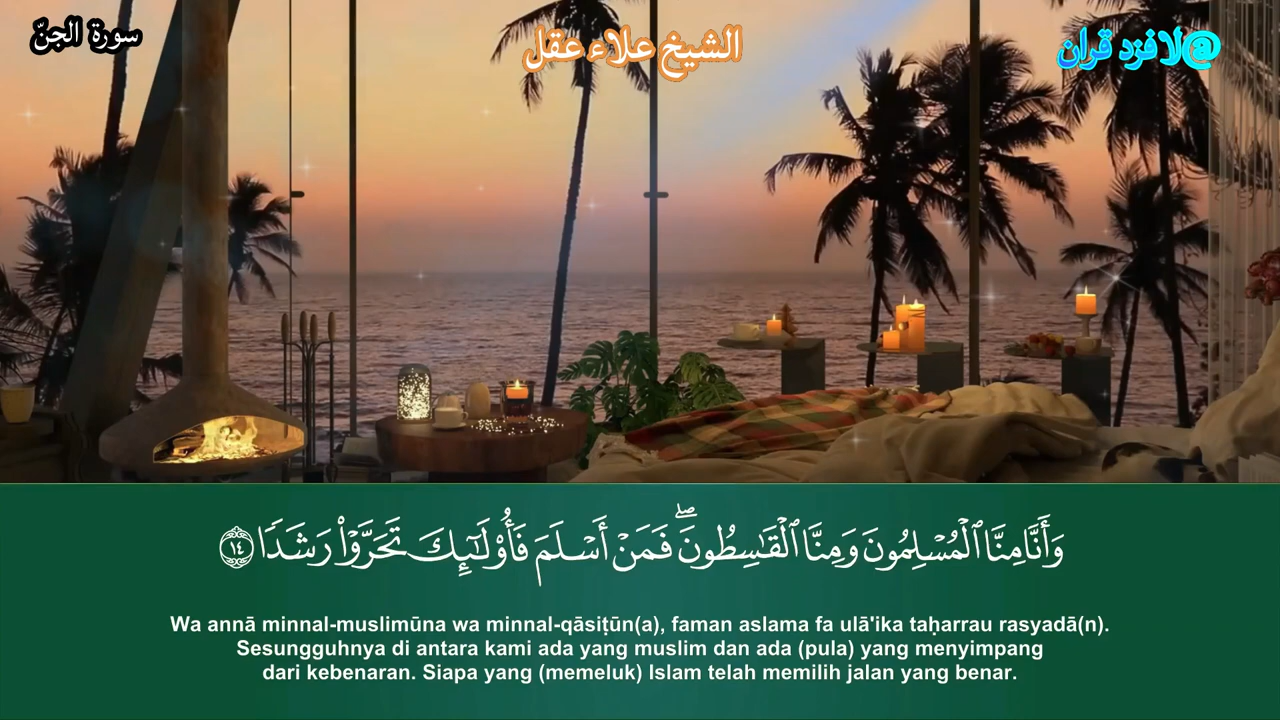 سورة الجنّ
الشيخ علاء عقل
@لافزد قران
وَأَنَّا مِنَّا ٱلْمُسْلِمُونَ وَمِنَّا ٱلْقَٰسِطُونَ ۖ فَمَنْ أَسْلَمَ فَأُو۟لَٰٓئِكَ تَحَرَّوْا۟ رَشَدًا ١٤
Wa annā minnal-muslimūna wa minnal-qāsiṭūn(a), faman aslama fa ulā'ika taḥarrau rasyadā(n).
Sesungguhnya di antara kami ada yang muslim dan ada (pula) yang menyimpang
dari kebenaran. Siapa yang (memeluk) Islam telah memilih jalan yang benar.